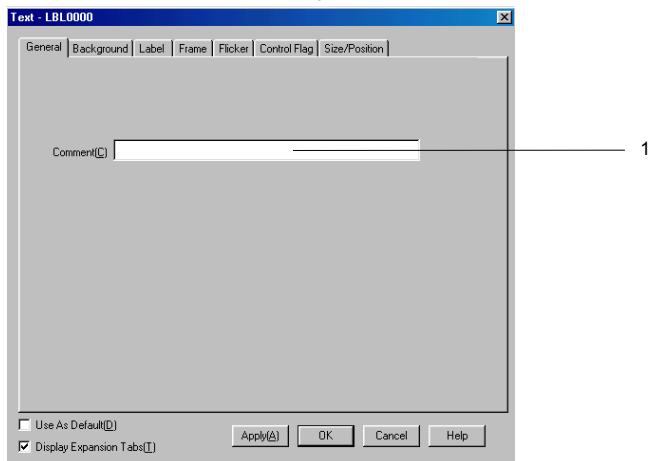 Text - LBL0000
General Background Label Frame Flicker Control Flag Size/Position
Comment(C) 1
Use As Default(D)
Display Expansion Tabs(T)
Apply(A) OK Cancel Help